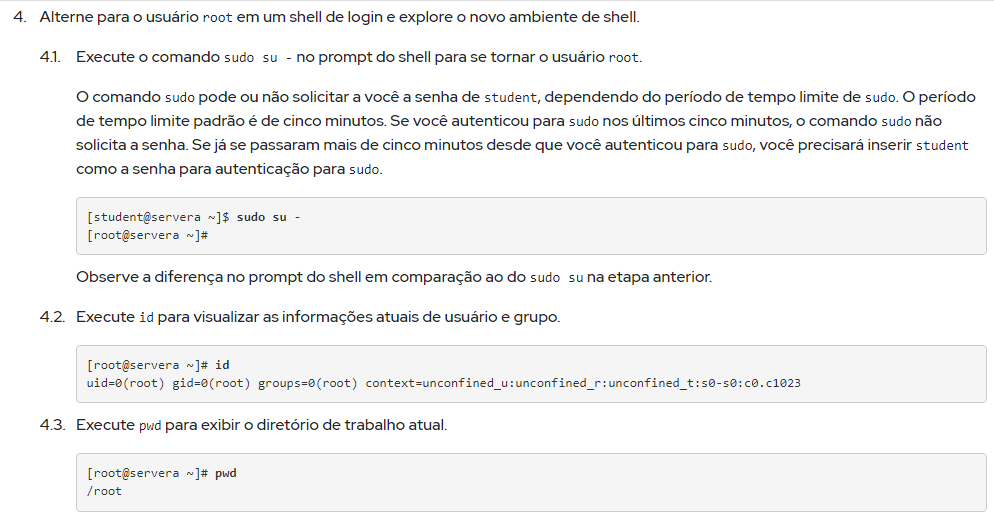 4. Alterne para o usuário root em um shell de login e explore o novo ambiente de shell.
4.1. Execute o comando sudo su - no prompt do shell para se tornar o usuário root.
O comando sudo pode ou não solicitar a você a senha de student, dependendo do período de tempo limite de sudo. O período
de tempo limite padrão é de cinco minutos. Se você autenticou para sudo nos últimos cinco minutos, o comando sudo não
solicita a senha. Se já se passaram mais de cinco minutos desde que você autenticou para sudo, você precisará inserir student
como a senha para autenticação para sudo.
[student@servera ~]$ sudo su -
[root@servera ~]#
Observe a diferença no prompt do shell em comparação ao do sudo su na etapa anterior.
4.2. Execute id para visualizar as informações atuais de usuário e grupo.
[root@servera ~]# id
uid=0(root) gid=0(root) groups=0(root) context=unconfined_u:unconfined_r:unconfined_t:s0-s0:c0.c1023
4.3. Execute pwd para exibir o diretório de trabalho atual.
[root@servera ~]# pwd
/root